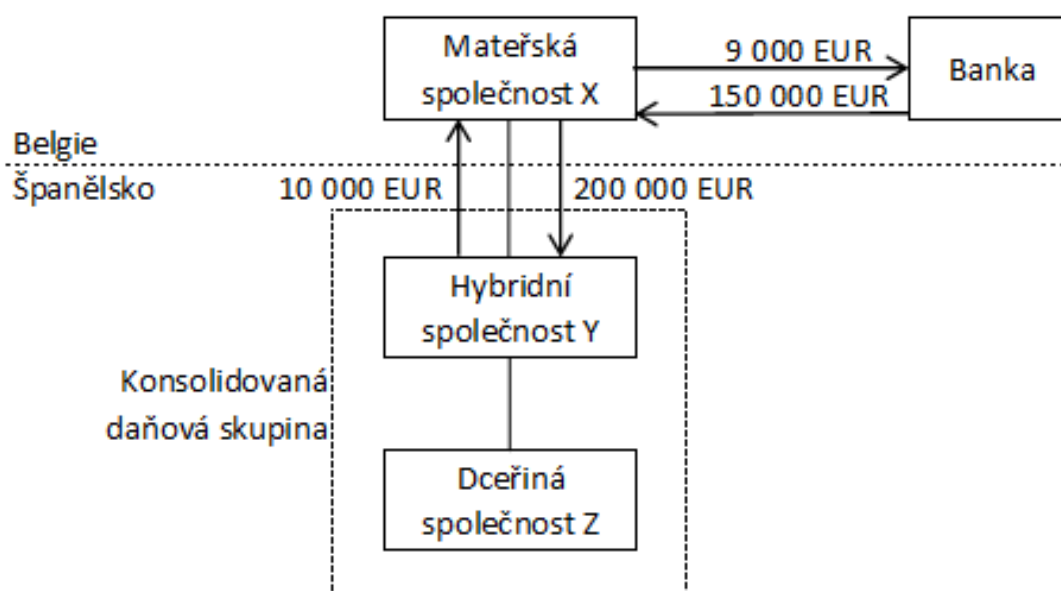 Mateřská
společnost X
9 000 EUR
150 000 EUR
Banka
Belgie
Španělsko
10 000 EUR
200 000 EUR
Hybridní
společnost Y
Konsolidovaná
daňová skupina
Dceřiná
společnost Z